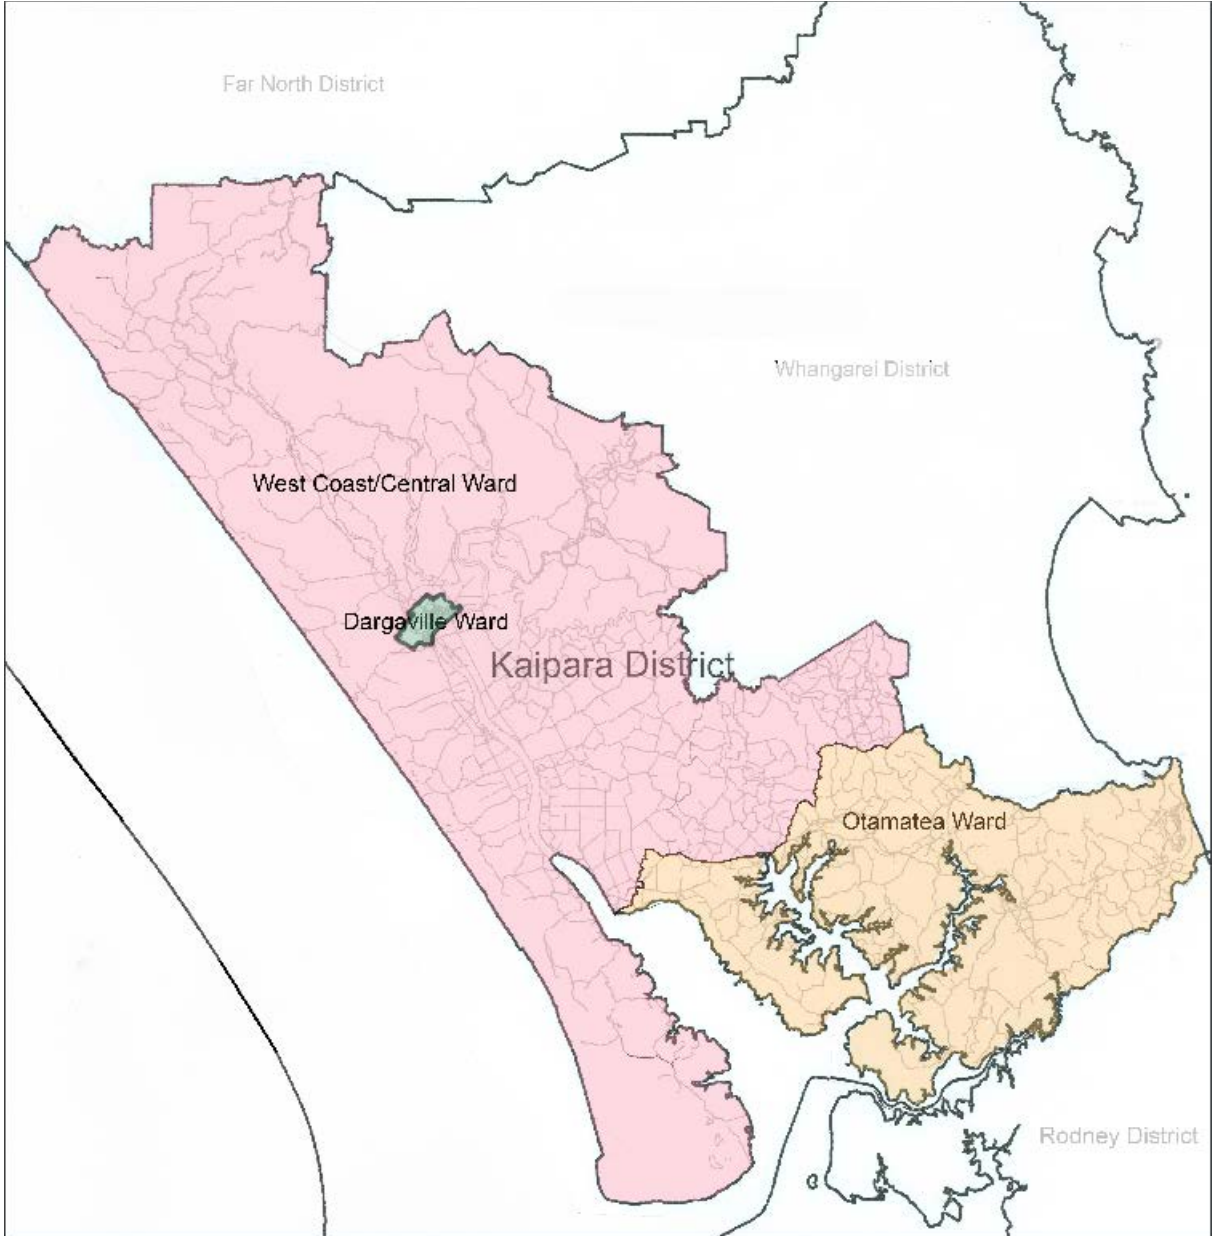 Far North District
Whangarei District
West Coast/Central Ward
Dargaville Ward
Kaipara District
Otamatea Ward
Rodney District